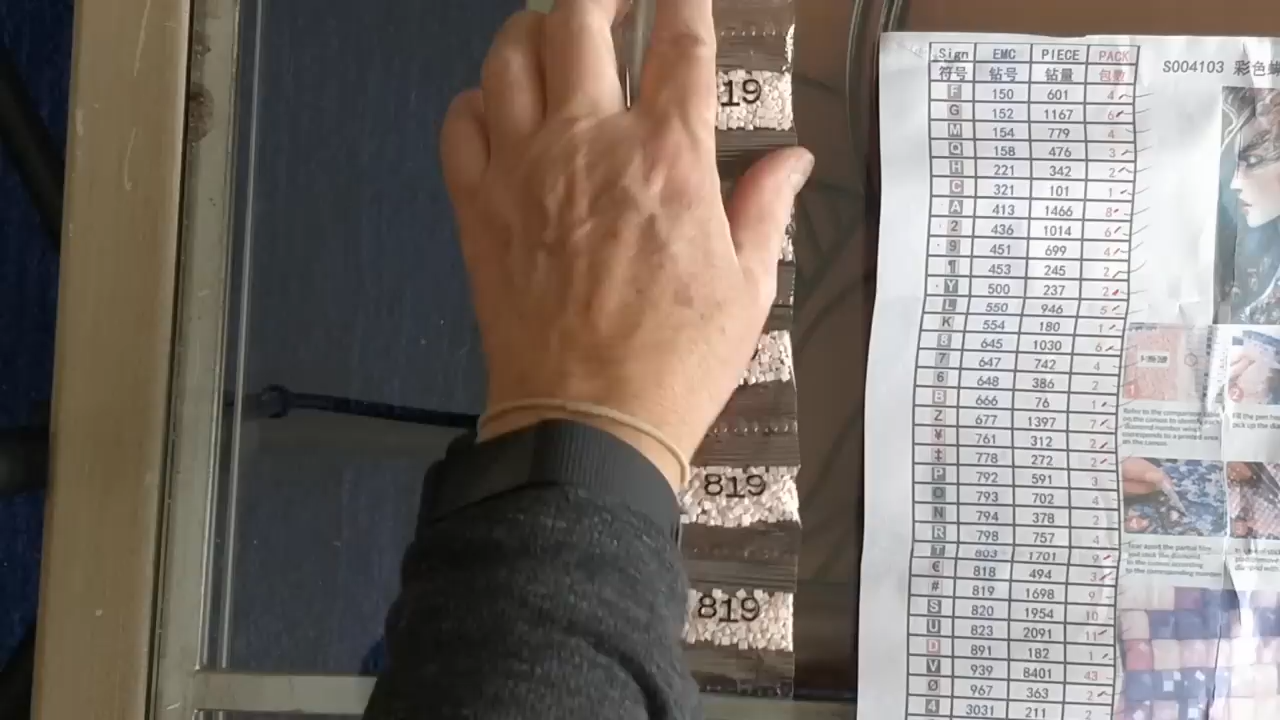 19
819
819
S004103 彩色
Sign EMC PIECE PACK
符号 钻号 钻量 包数
F 150 601 4
G 152 1167 6
M 154 779 4
Q 158 476 3
H 221 342 2
C 321 101 1
A 413 1466 8
2 436 1014 6
9 451 699 4
¶ 453 245 2
Y 500 237 2
L 550 946 5
K 554 180 1
8 645 1030 6
7 647 742 4
6 648 386 2
B 666 76 1
Z 677 1397 7
¥ 761 312 2
‡ 778 272 2
P 792 591 3
O 793 702 4
N 794 378 2
R 798 757 4
T 803 1701 9
€ 818 494 3
# 819 1698 9
S 820 1954 10
U 823 2091 11
D 891 182 1
V 939 8401 43
Ø 967 363 2
4 3031 211 2